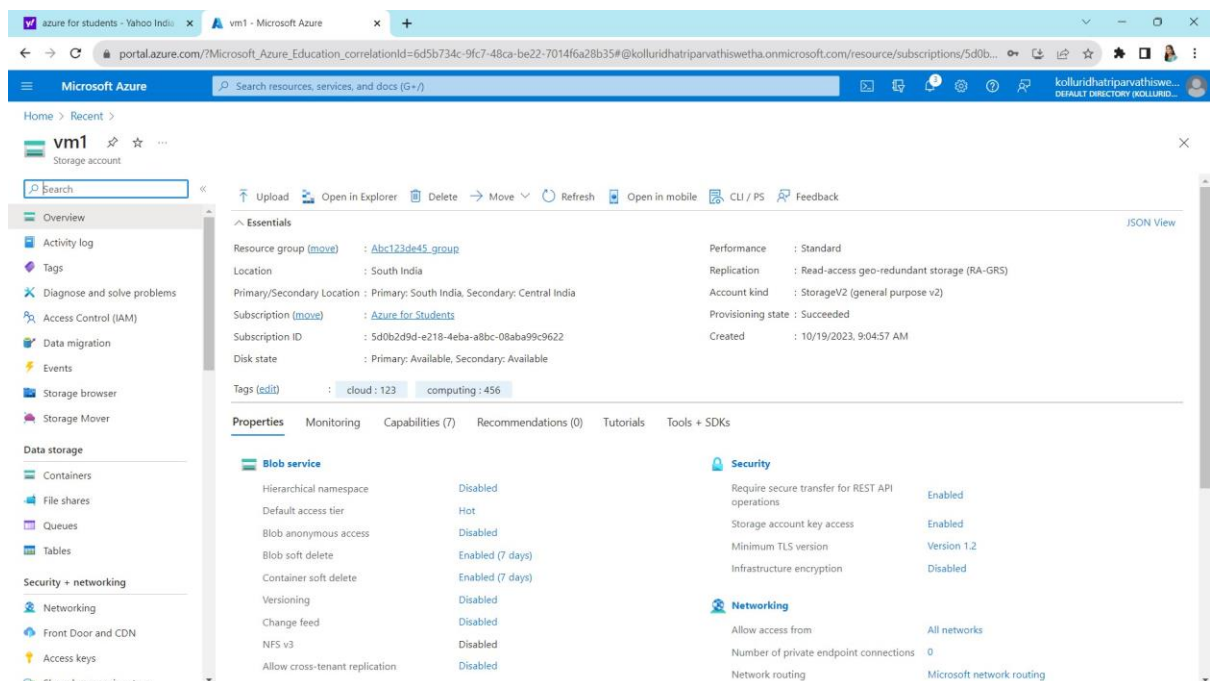 azure for students - Yahoo India
vm1 - Microsoft Azure
portal.azure.com/?Microsoft_Azure_Education_correlationId=6d5b734c-9fc7-48ca-be22-7014f6a28b35#@kolluridhatriparvathiswetha.onmicrosoft.com/resource/subscriptions/5d0b...
Microsoft Azure
Search resources, services, and docs (G+/)
3
kolluridhatriparvathiswe...
DEFAULT DIRECTORY (KOLLURID...
Home > Recent >
vm1
Storage account
Search
Upload Open in Explorer Delete Move Refresh Open in mobile CLI / PS Feedback
Overview
Activity log
Tags
Diagnose and solve problems
Access Control (IAM)
Data migration
Events
Storage browser
Storage Mover
Data storage
Containers
File shares
Queues
Tables
Security + networking
Networking
Front Door and CDN
Access keys
Essentials
JSON View
Resource group (move) : Abc123de45_group
Location : South India
Primary/Secondary Location : Primary: South India, Secondary: Central India
Subscription (move) : Azure for Students
Subscription ID : 5d0b2d9d-e218-4eba-a8bc-08aba99c9622
Disk state : Primary: Available, Secondary: Available
Performance : Standard
Replication : Read-access geo-redundant storage (RA-GRS)
Account kind : StorageV2 (general purpose v2)
Provisioning state : Succeeded
Created : 10/19/2023, 9:04:57 AM
Tags (edit) : cloud : 123 computing : 456
Properties Monitoring Capabilities (7) Recommendations (0) Tutorials Tools + SDKs
Blob service
Hierarchical namespace Disabled
Default access tier Hot
Blob anonymous access Disabled
Blob soft delete Enabled (7 days)
Container soft delete Enabled (7 days)
Versioning Disabled
Change feed Disabled
NFS v3 Disabled
Allow cross-tenant replication Disabled
Security
Require secure transfer for REST API
operations Enabled
Storage account key access Enabled
Minimum TLS version Version 1.2
Infrastructure encryption Disabled
Networking
Allow access from All networks
Number of private endpoint connections 0
Network routing Microsoft network routing